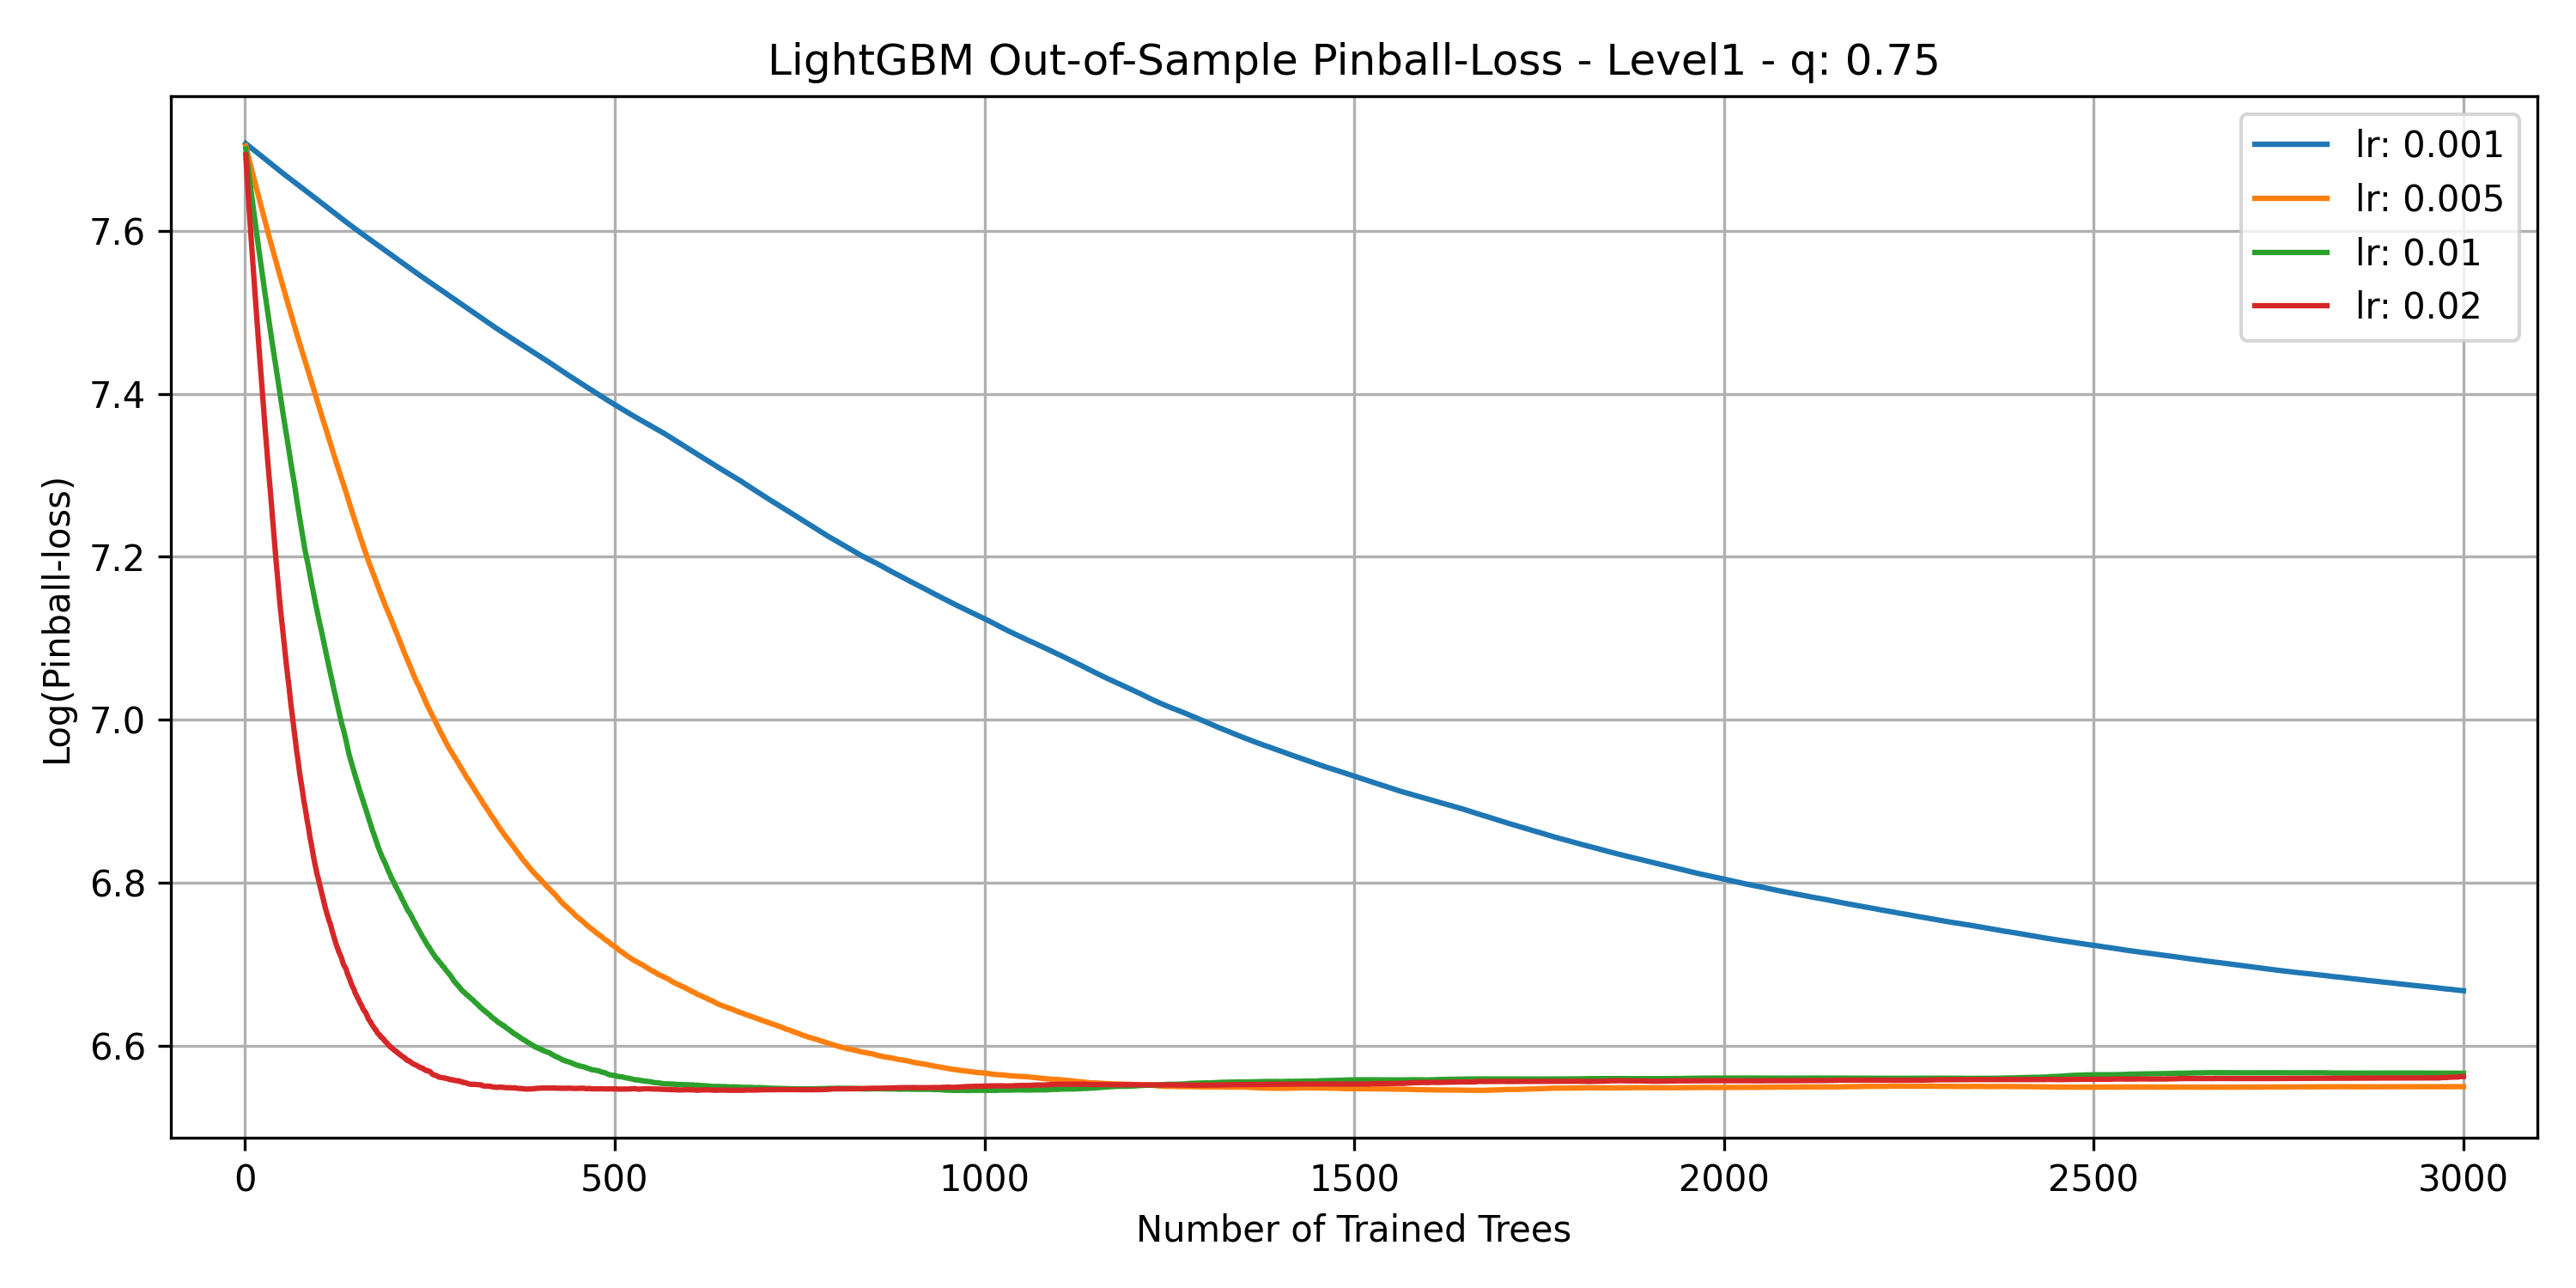 LightGBM Out-of-Sample Pinball-Loss - Level1 - q: 0.75
lr: 0.001
lr: 0.005
lr: 0.01
lr: 0.02
Log(Pinball-loss)
7.6
7.4
7.2
7.0
6.8
6.6
0 500 1000 1500 2000 2500 3000
Number of Trained Trees